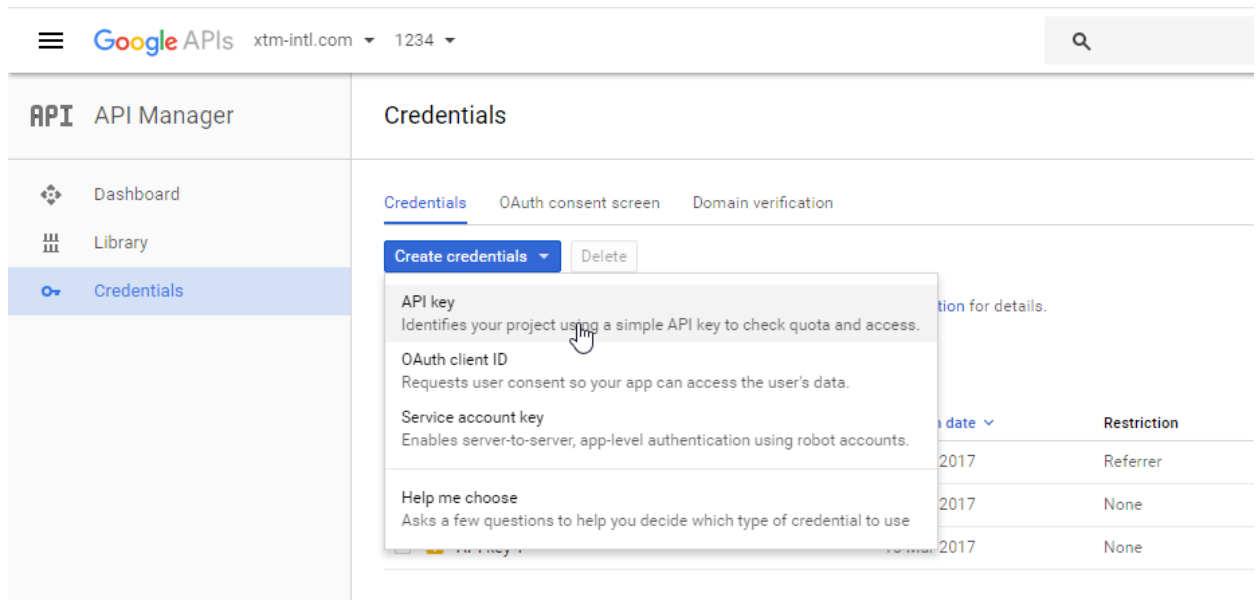 Google APIs xtm-intl.com 1234
API API Manager
Credentials
Dashboard
Library
Credentials
Credentials OAuth consent screen Domain verification
Create credentials Delete
API key
Identifies your project using a simple API key to check quota and access.
tion for details.
OAuth client ID
Requests user consent so your app can access the user's data.
Service account key
Enables server-to-server, app-level authentication using robot accounts.
Help me choose
Asks a few questions to help you decide which type of credential to use
date Restriction
2017 Referrer
2017 None
2017 None